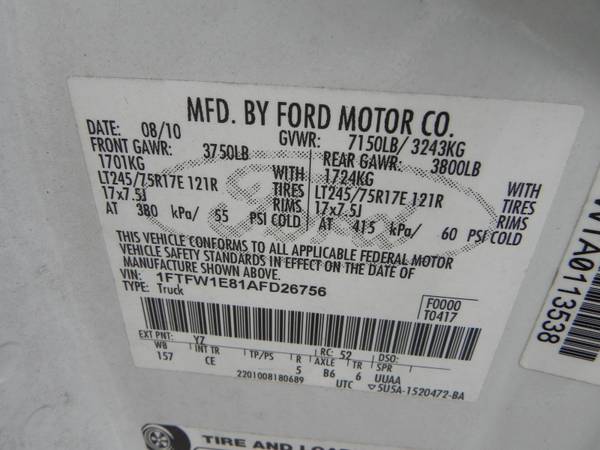 MFD. BY FORD MOTOR CO.
DATE: 08/10 GVWR: 7150LB/ 3243KG
FRONT GAWR: 3750LB REAR GAWR: 3800LB
1701KG WITH 1724KG WITH
LT245/75R17E 121R TIRES LT245/75R17E 121R TIRES
17x7.5J RIMS 17x7.5J RIMS
AT 380 kPa/ 55 PSI COLD AT 415 kPa/ 60 PSI COLD
Ford
THIS VEHICLE CONFORMS TO ALL APPLICABLE FEDERAL MOTOR
VEHICLE SAFETY STANDARDS IN EFFECT ON THE DATE OF
MANUFACTURE SHOWN ABOVE.
VIN: 1FTFW1E81AFD26756
TYPE: Truck
F0000
T0417
EXT PNT: YZ RC: 52 DSO:
WB INT TR TP/PS R AXLE TR SPR
157 CE 5 B6 6 UUAA
2201008180689 UTC ▽5U5A-1520472-BA
TIRE AND LOA
A0113538